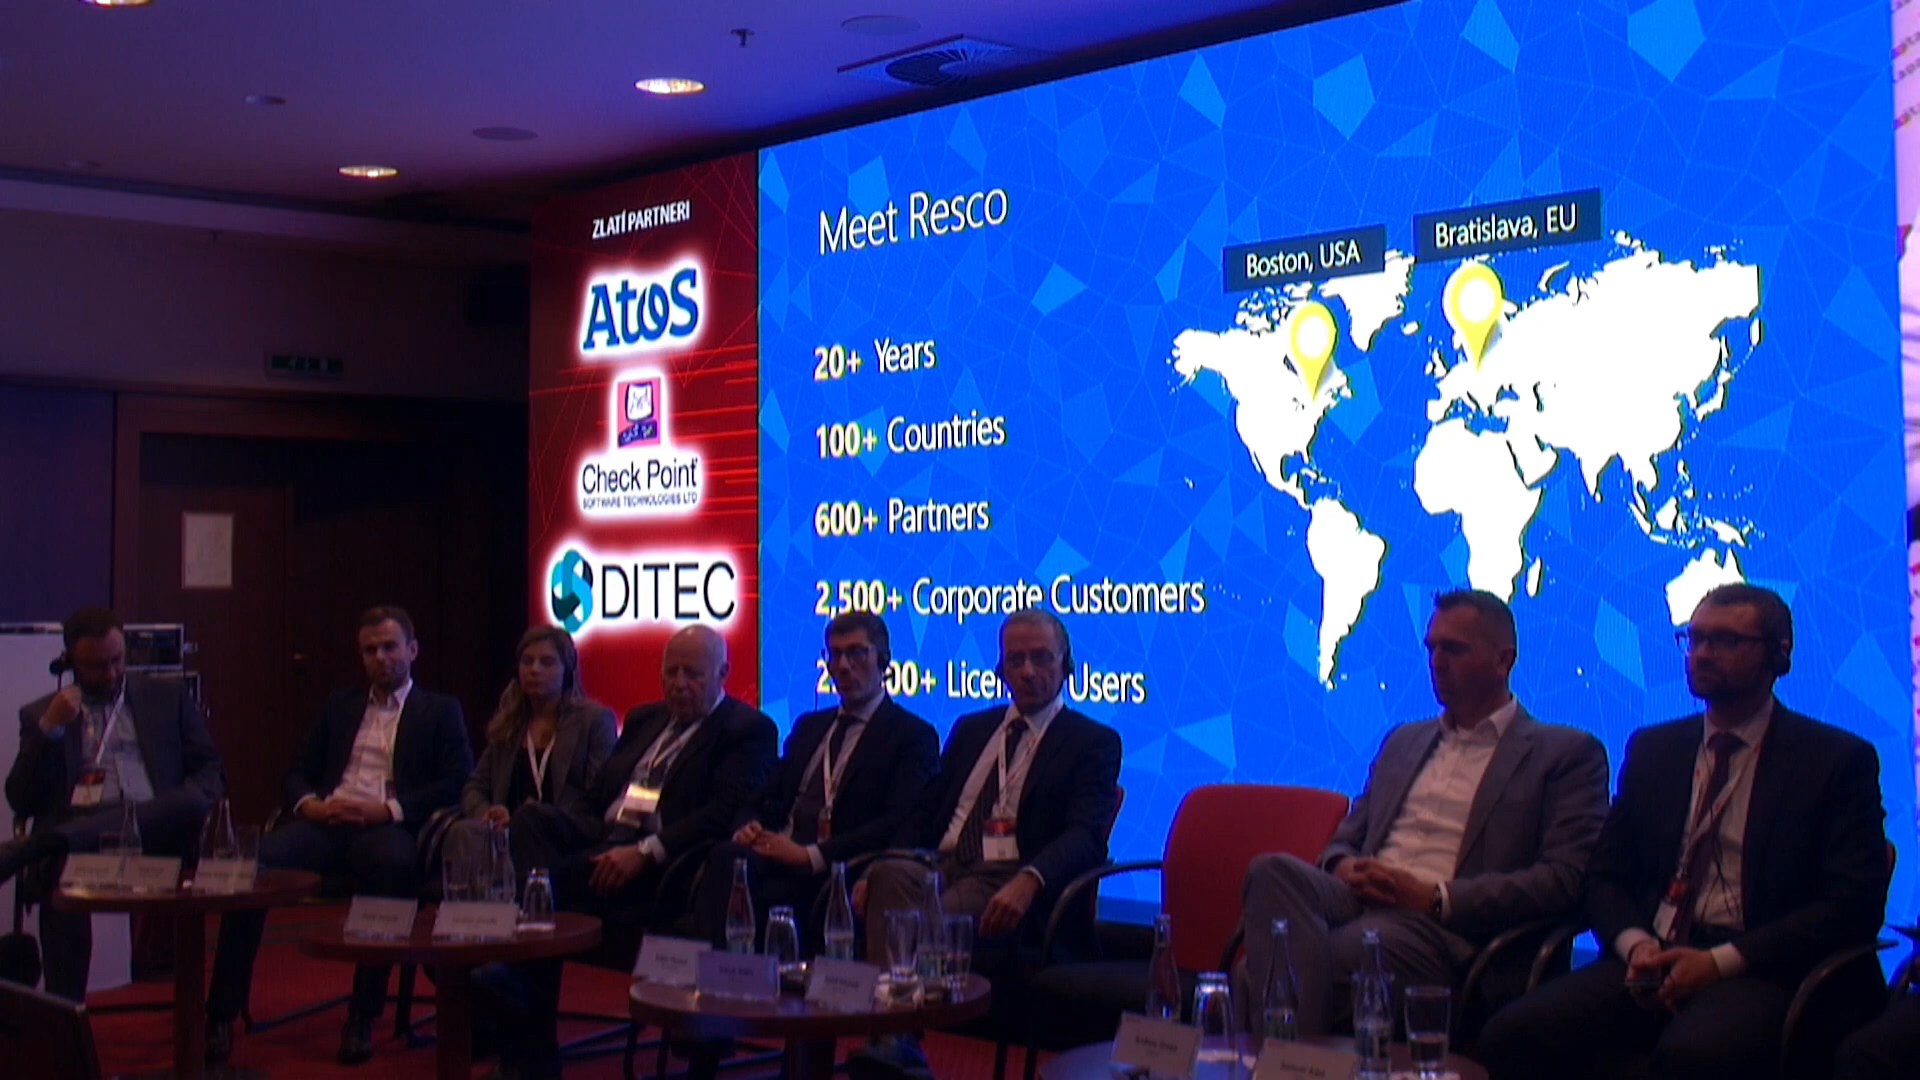 ZLATÍ PARTNERI
Atos
Check Point
SOFTWARE TECHNOLOGIES LTD
DITEC
Meet Resco
20+ Years
100+ Countries
600+ Partners
2,500+ Corporate Customers
Users
Boston, USA
Bratislava, EU